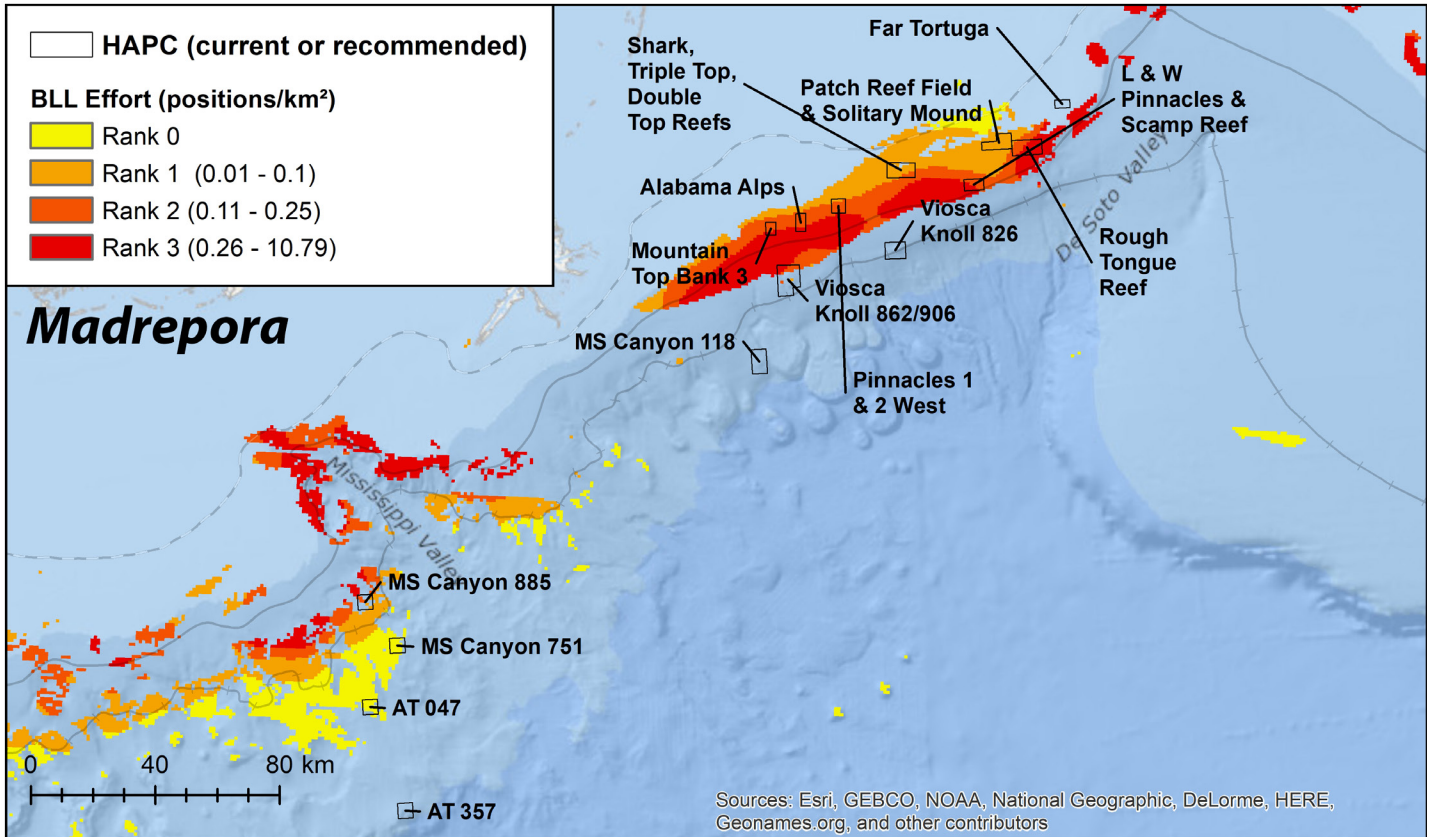 HAPC (current or recommended)
BLL Effort (positions/km²)
Rank 0
Rank 1 (0.01 - 0.1)
Rank 2 (0.11 - 0.25)
Rank 3 (0.26 - 10.79)
Madrepora
Far Tortuga
Shark,
Triple Top,
Double
Top Reefs
Patch Reef Field
& Solitary Mound
L & W
Pinnacles &
Scamp Reef
Alabama Alps
Viosca
Knoll 826
De Soto Valley
Mountain
Top Bank 3
Rough
Tongue
Reef
Viosca
Knoll 862/906
MS Canyon 118
Pinnacles 1
& 2 West
Mississippi Valley
MS Canyon 885
MS Canyon 751
AT 047
0 40 80 km
AT 357
Sources: Esri, GEBCO, NOAA, National Geographic, DeLorme, HERE,
Geonames.org, and other contributors